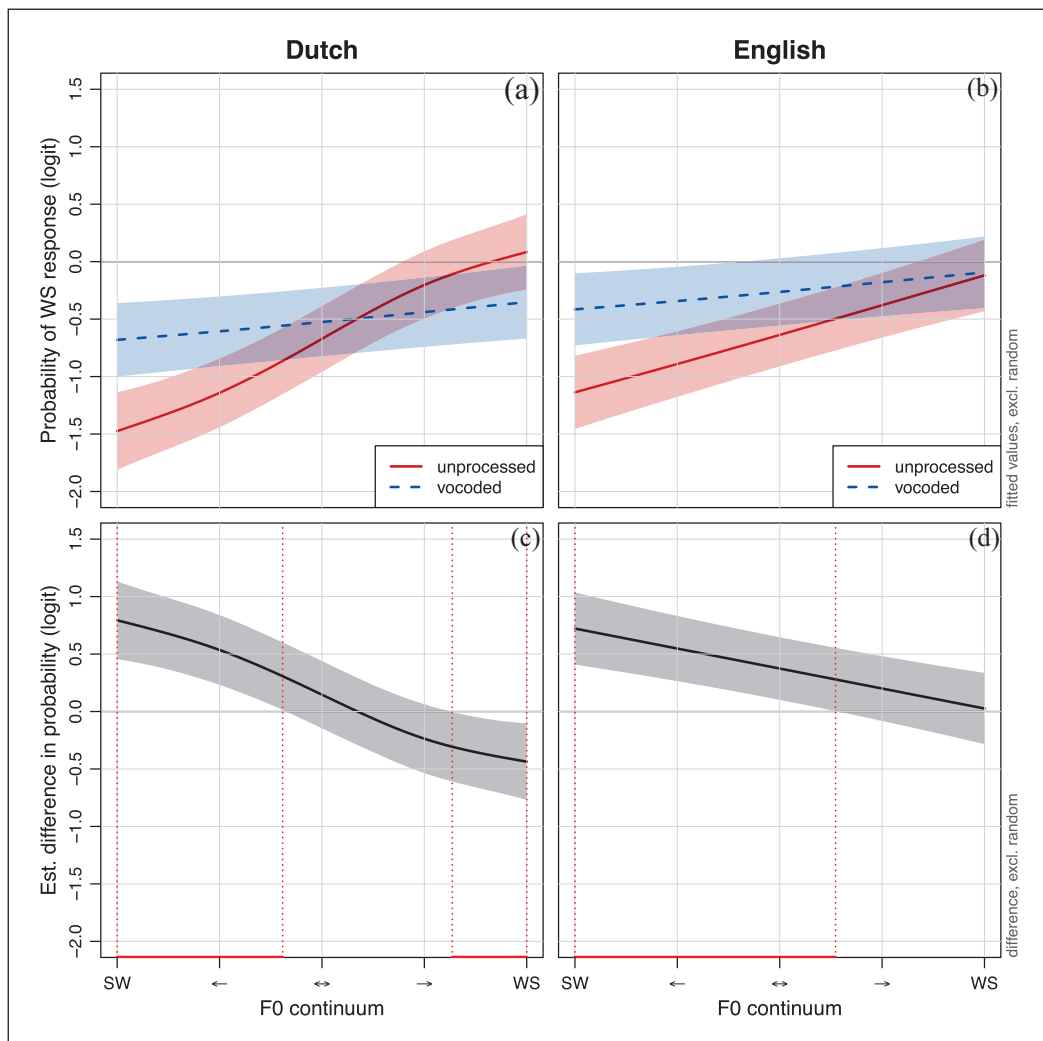 Dutch
English
(a)
(b)
Probability of WS response (logit)
1.5
1.0
0.5
0.0
−0.5
−1.0
−1.5
−2.0
unprocessed
vocoded
unprocessed
vocoded
fitted values, excl. random
(c)
(d)
Est. difference in probability (logit)
1.5
1.0
0.5
0.0
−0.5
−1.0
−1.5
−2.0
difference, excl. random
SW ← ↔ → WS
SW ← ↔ → WS
F0 continuum
F0 continuum